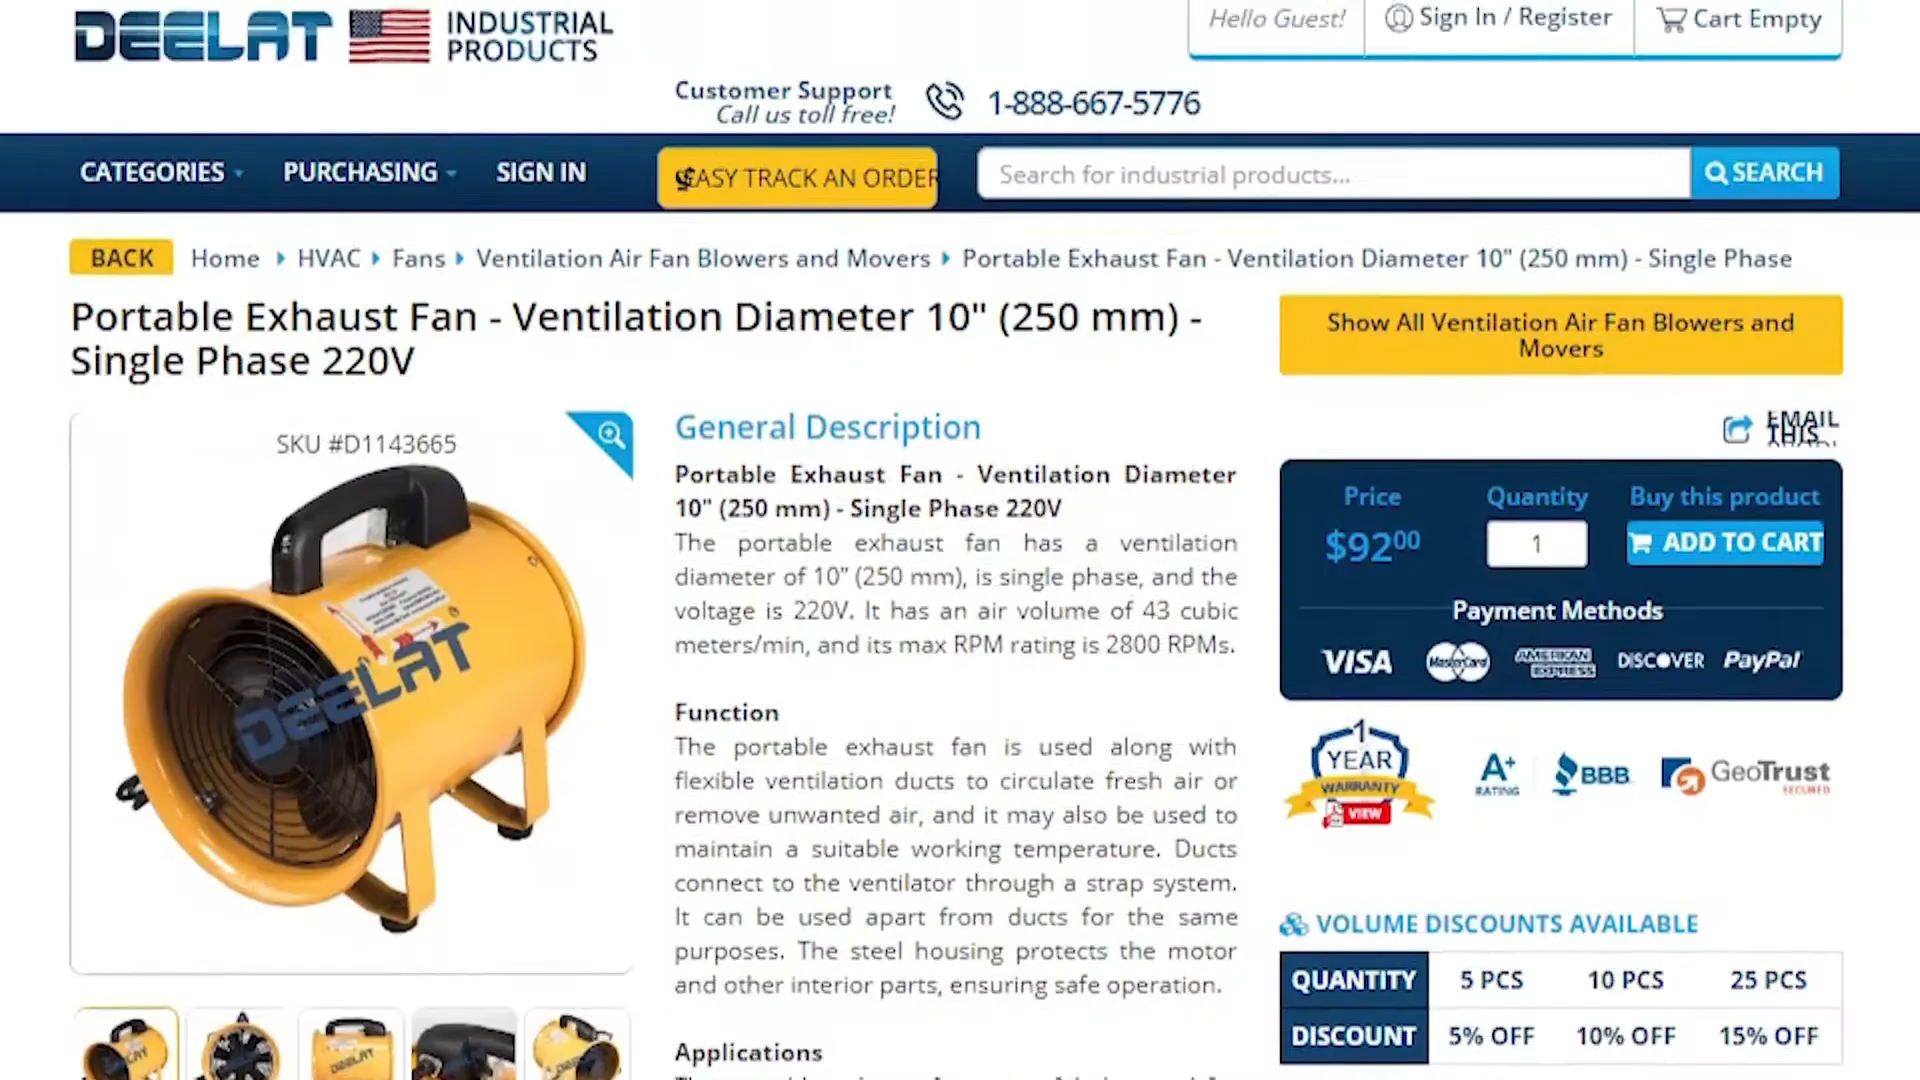 DEELAT INDUSTRIAL PRODUCTS
Hello Guest!
Sign In / Register
Cart Empty
Customer Support
Call us toll free!
1-888-667-5776
CATEGORIES
PURCHASING
SIGN IN
EASY TRACK AN ORDER
Search for industrial products...
SEARCH
BACK
Home
HVAC
Fans
Ventilation Air Fan Blowers and Movers
Portable Exhaust Fan - Ventilation Diameter 10" (250 mm) - Single Phase
Portable Exhaust Fan - Ventilation Diameter 10" (250 mm) -
Single Phase 220V
Show All Ventilation Air Fan Blowers and
Movers
SKU #D1143665
DEELAT
General Description
Portable Exhaust Fan - Ventilation Diameter
10" (250 mm) - Single Phase 220V
The portable exhaust fan has a ventilation
diameter of 10" (250 mm), is single phase, and the
voltage is 220V. It has an air volume of 43 cubic
meters/min, and its max RPM rating is 2800 RPMs.
Function
The portable exhaust fan is used along with
flexible ventilation ducts to circulate fresh air or
remove unwanted air, and it may also be used to
maintain a suitable working temperature. Ducts
connect to the ventilator through a strap system.
It can be used apart from ducts for the same
purposes. The steel housing protects the motor
and other interior parts, ensuring safe operation.
Applications
EMAIL
THIS
Price
Quantity
Buy this product
$9200
1
ADD TO CART
Payment Methods
VISA
MasterCard
AMERICAN EXPRESS
DISCOVER
PayPal
1
YEAR
WARRANTY
VIEW
A+
RATING
BBB
GeoTrust
SECURED
VOLUME DISCOUNTS AVAILABLE
QUANTITY 5 PCS 10 PCS 25 PCS
DISCOUNT 5% OFF 10% OFF 15% OFF
DEELAT
DEELAT
DEELAT